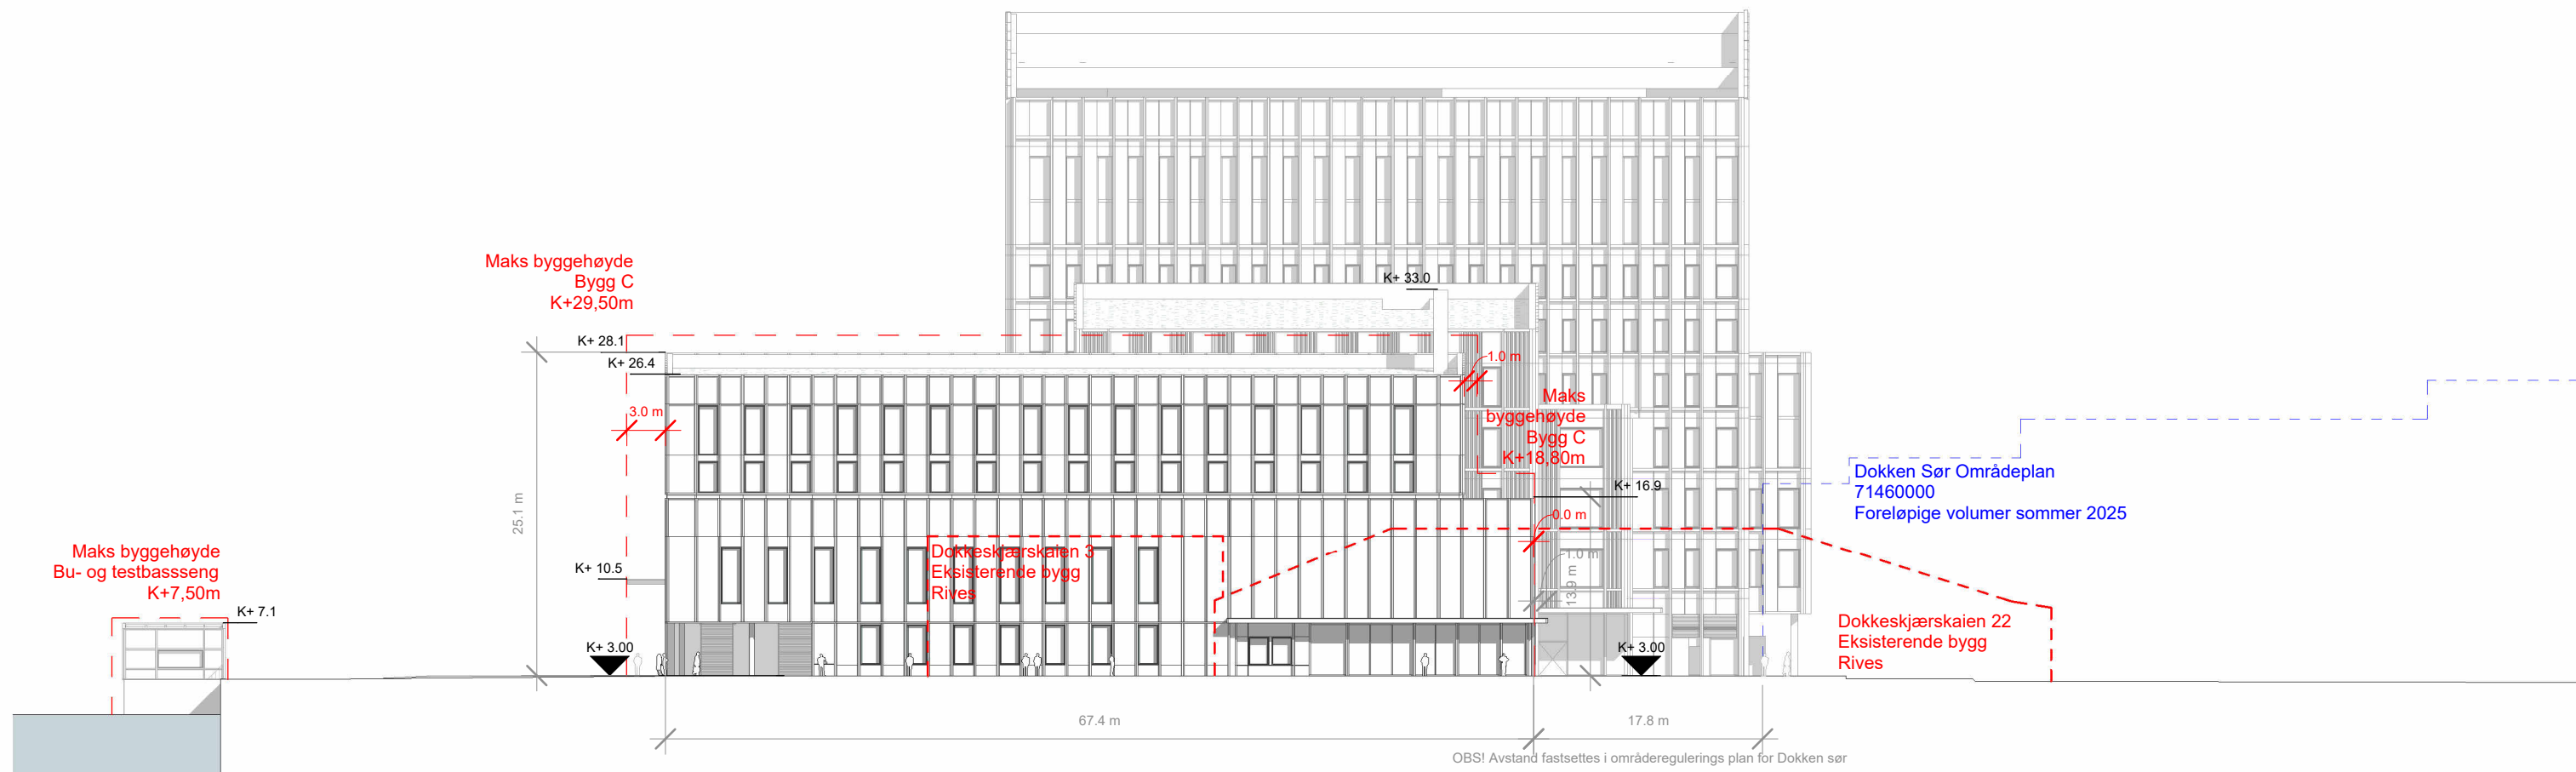 K+ 33.0
Maks byggehøyde
Bygg C
K+29,50m
K+ 28.1
K+ 26.4
1.0 m
3.0 m
Maks
byggehøyde
Bygg C
K+18,80m
K+ 16.9
Dokken Sør Områdeplan
71460000
Foreløpige volumer sommer 2025
25.1 m
0.0 m
1.0 m
13.9 m
Maks byggehøyde
Bu- og testbassseng
K+7,50m
K+ 7.1
K+ 10.5
Dokkeskjærskaien 3
Eksisterende bygg
Rives
Dokkeskjærskaien 22
Eksisterende bygg
Rives
K+ 3.00
K+ 3.00
67.4 m
17.8 m
OBS! Avstand fastsettes i områderegulerings plan for Dokken sør